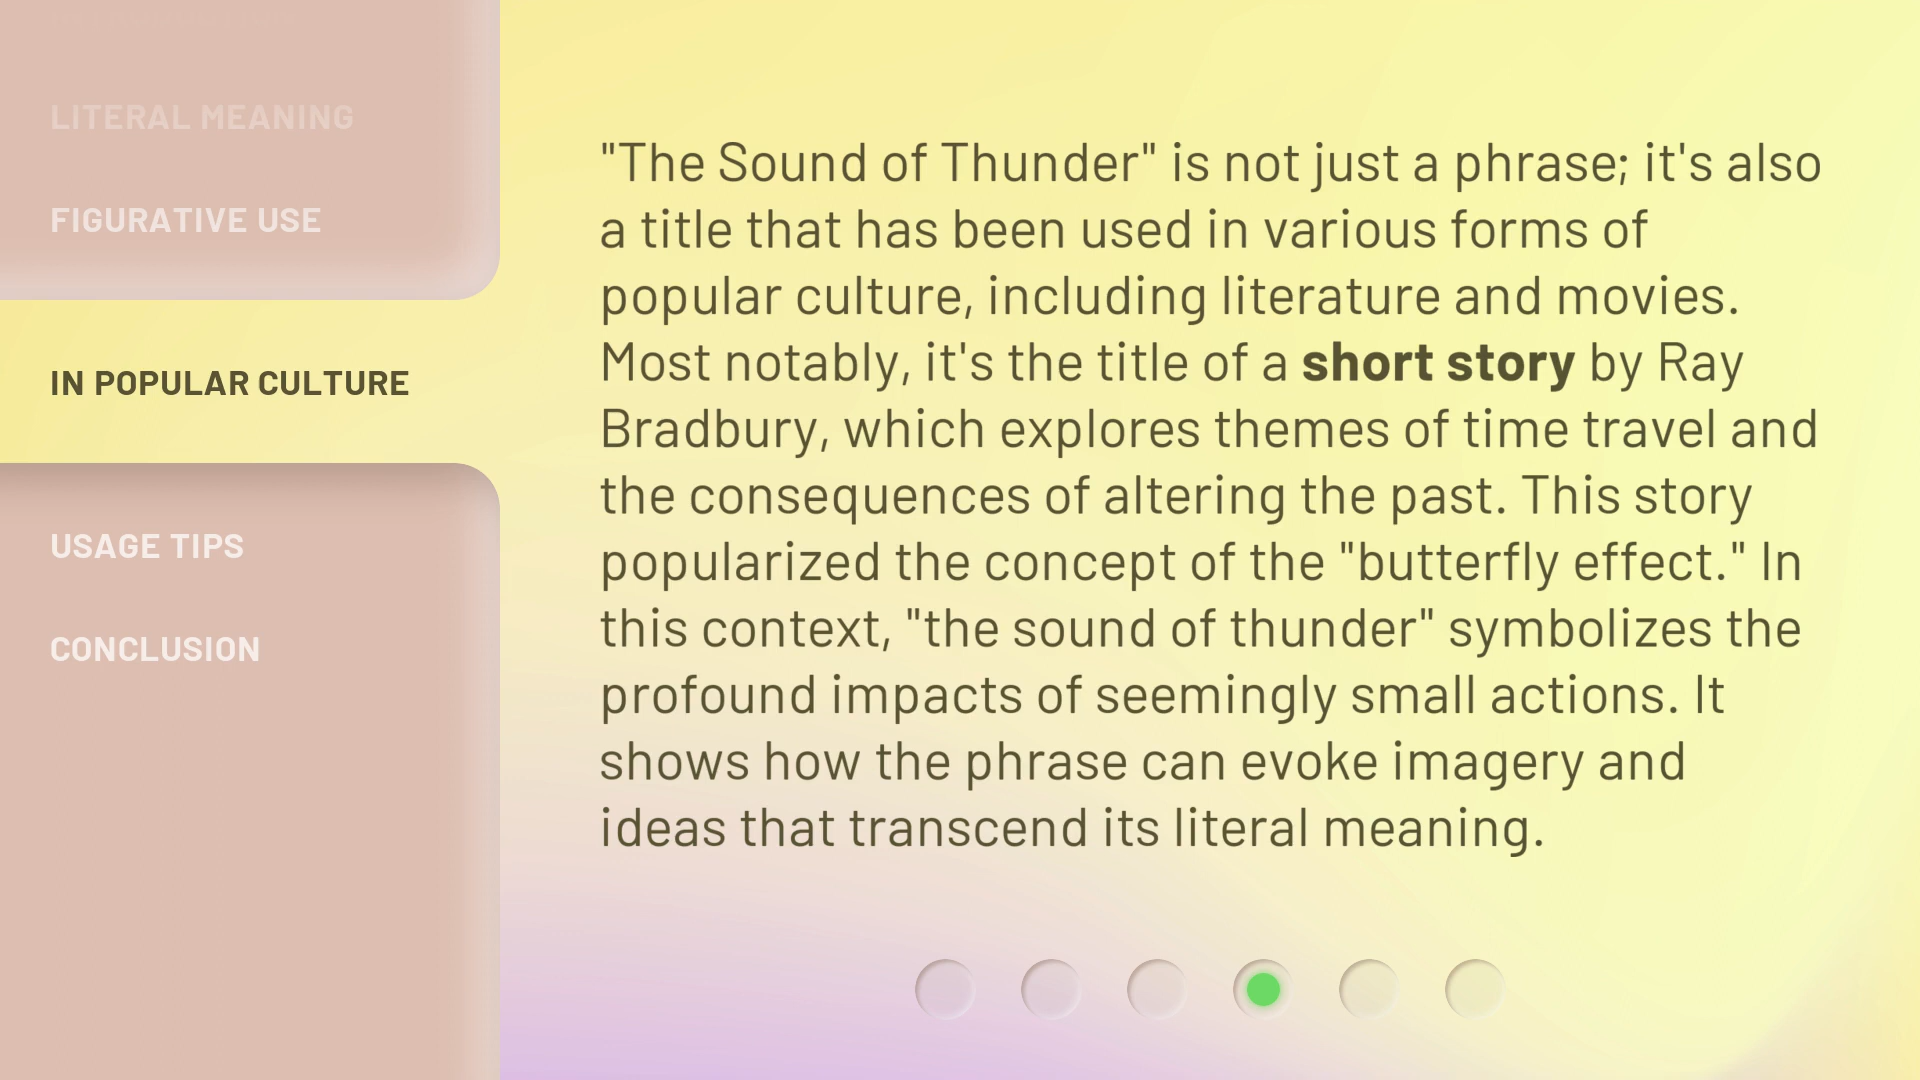 LITERAL MEANING
FIGURATIVE USE
IN POPULAR CULTURE
USAGE TIPS
CONCLUSION
"The Sound of Thunder" is not just a phrase; it's also
a title that has been used in various forms of
popular culture, including literature and movies.
Most notably, it's the title of a short story by Ray
Bradbury, which explores themes of time travel and
the consequences of altering the past. This story
popularized the concept of the "butterfly effect." In
this context, "the sound of thunder" symbolizes the
profound impacts of seemingly small actions. It
shows how the phrase can evoke imagery and
ideas that transcend its literal meaning.